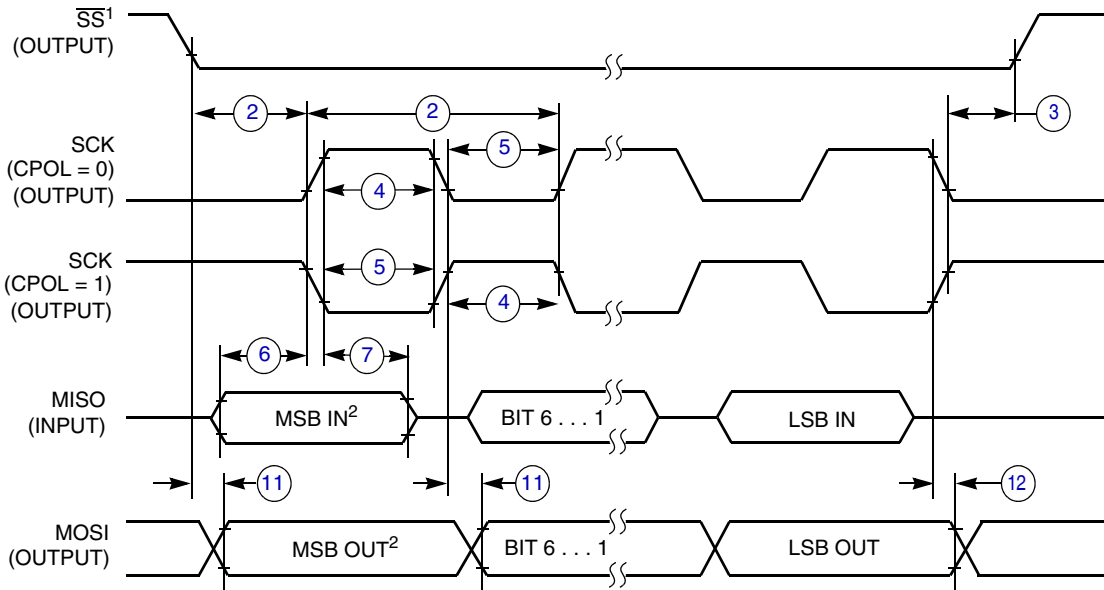 SS¹
(OUTPUT)
2
2
3
SCK
(CPOL = 0)
(OUTPUT)
5
4
SCK
(CPOL = 1)
(OUTPUT)
5
4
6
7
MISO
(INPUT)
MSB IN²
BIT 6 . . . 1
LSB IN
11
11
12
MOSI
(OUTPUT)
MSB OUT²
BIT 6 . . . 1
LSB OUT